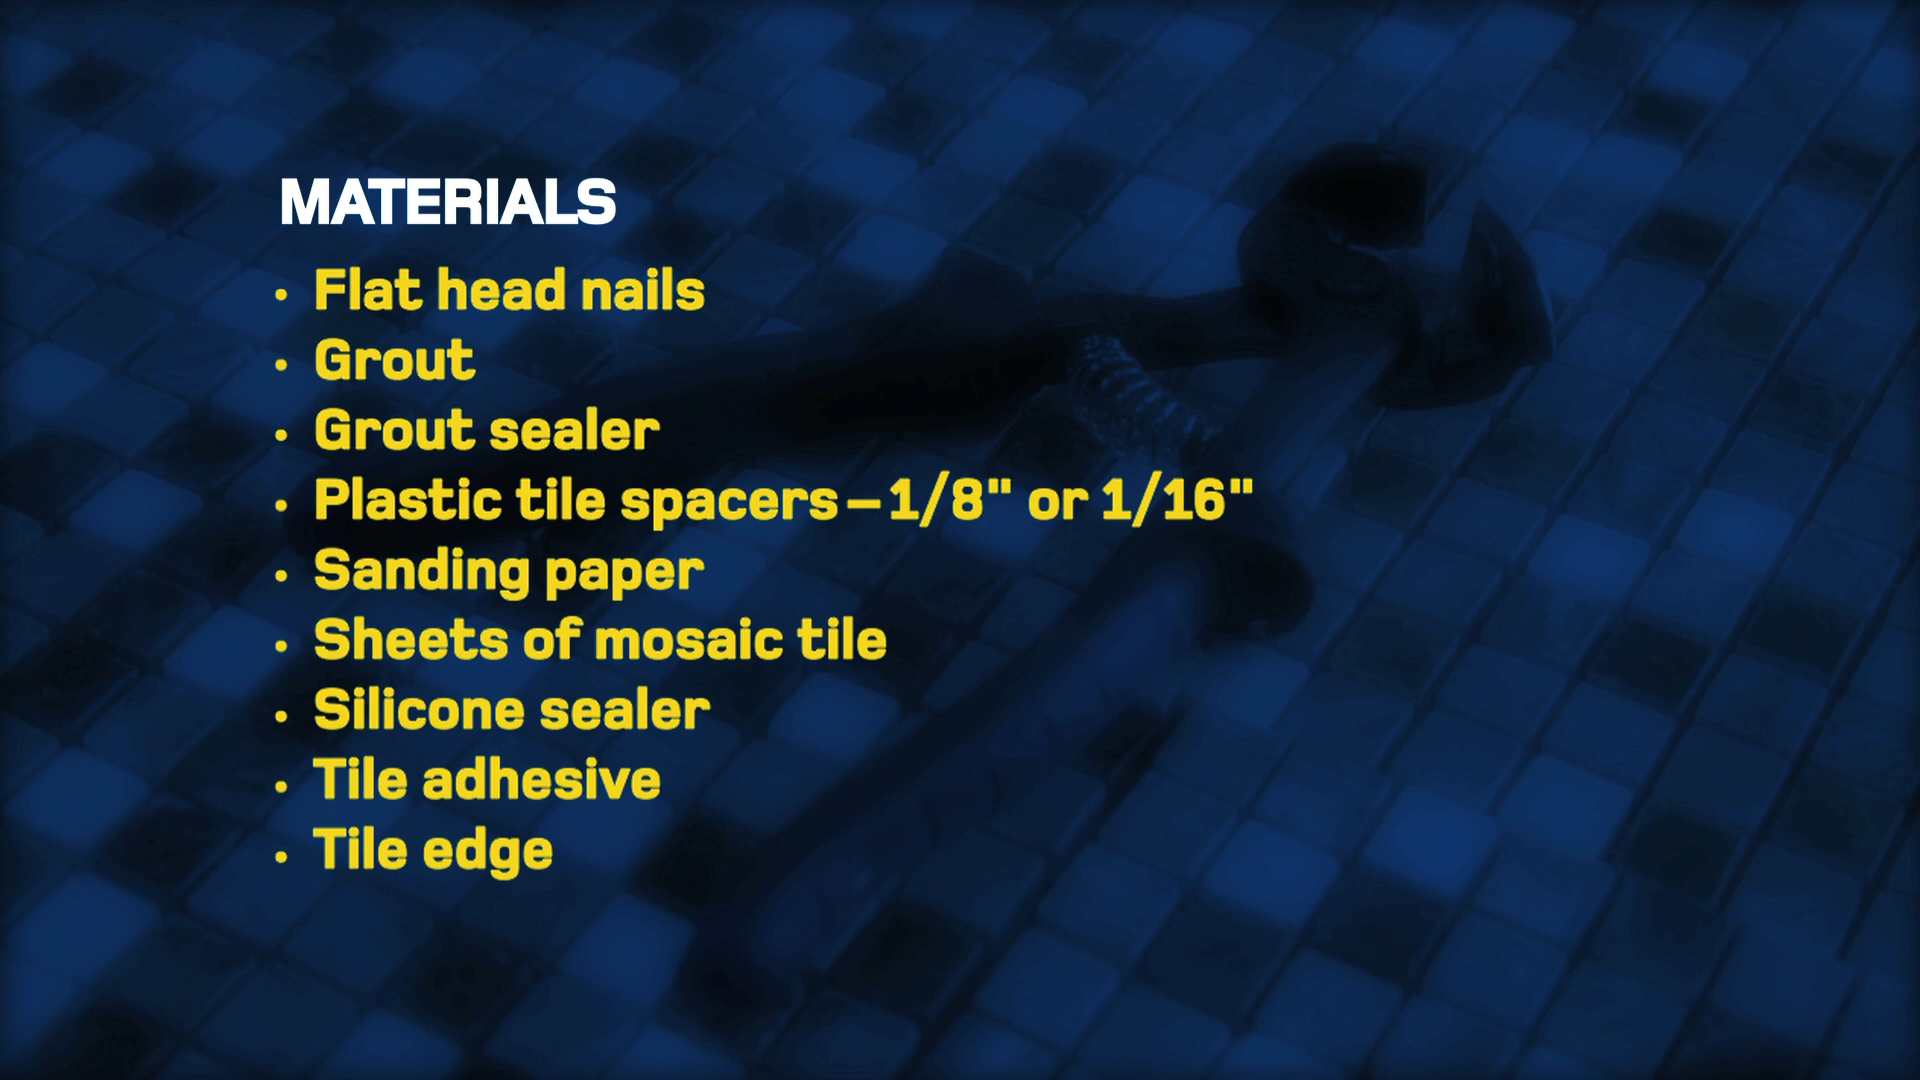 MATERIALS
• Flat head nails
• Grout
• Grout sealer
• Plastic tile spacers – 1/8" or 1/16"
• Sanding paper
• Sheets of mosaic tile
• Silicone sealer
• Tile adhesive
• Tile edge